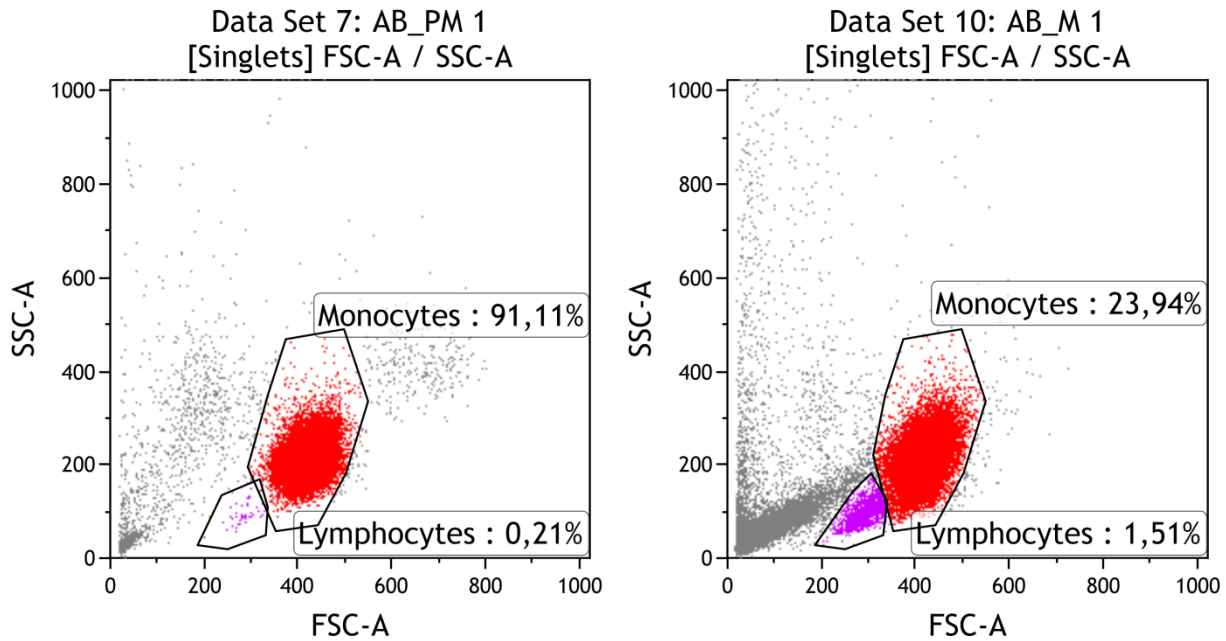 Data Set 7: AB_PM 1
[Singlets] FSC-A / SSC-A
1000
800
600
400
200
0
SSC-A
Monocytes : 91,11%
Lymphocytes : 0,21%
0
200
400
600
800
1000
FSC-A
Data Set 10: AB_M 1
[Singlets] FSC-A / SSC-A
1000
800
600
400
200
0
SSC-A
Monocytes : 23,94%
Lymphocytes : 1,51%
0
200
400
600
800
1000
FSC-A